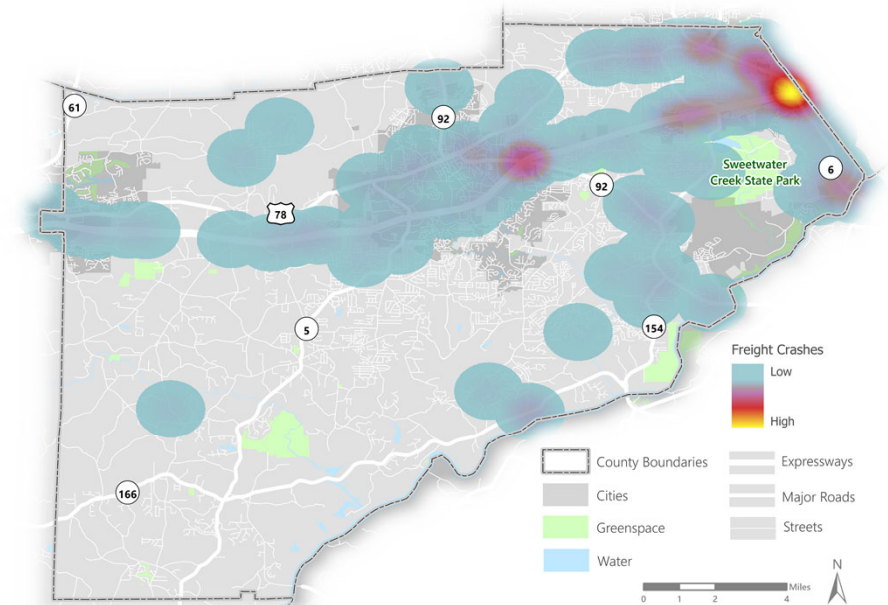 61
92
Sweetwater
Creek State Park
6
92
78
5
154
166
Freight Crashes
Low
High
County Boundaries
Cities
Greenspace
Water
Expressways
Major Roads
Streets
N
Miles
0 1 2 4